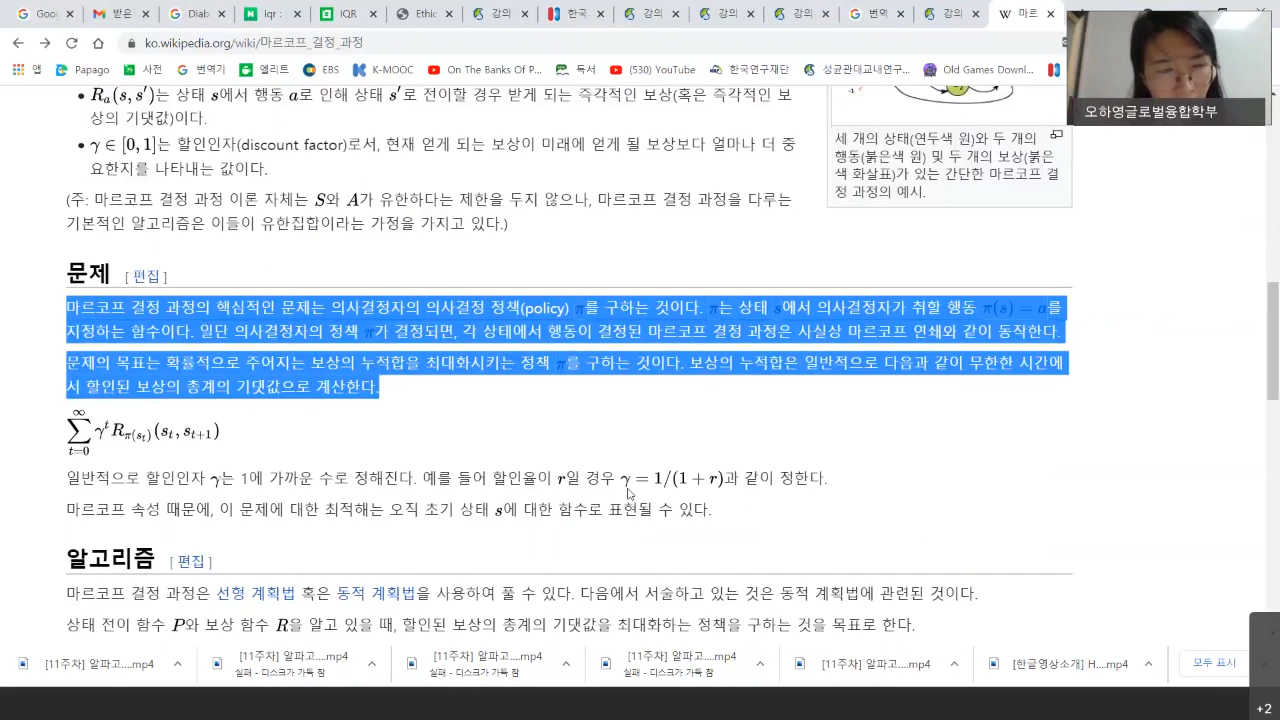 Goo
받은
Diab
iqr :
IQR
Ethic
강의
한국
강의
강의
강의
번역
강의
마르
ko.wikipedia.org/wiki/마르코프_결정_과정
앱 Papago 사전 번역기 엘리트 EBS K-MOOC On The Banks Of P... 독서 (530) YouTube 한국연구재단 성균관대교내연구... Old Games Downl...
오하영글로벌융합학부
• Rₐ(s, s′)는 상태 s에서 행동 a로 인해 상태 s′로 전이할 경우 받게 되는 즉각적인 보상(혹은 즉각적인 보
상의 기댓값)이다.
• γ ∈ [0, 1]는 할인인자(discount factor)로서, 현재 얻게 되는 보상이 미래에 얻게 될 보상보다 얼마나 더 중
요한지를 나타내는 값이다.
(주: 마르코프 결정 과정 이론 자체는 S와 A가 유한하다는 제한을 두지 않으나, 마르코프 결정 과정을 다루는
기본적인 알고리즘은 이들이 유한집합이라는 가정을 가지고 있다.)
세 개의 상태(연두색 원)와 두 개의
행동(붉은색 원) 및 두 개의 보상(붉은
색 화살표)가 있는 간단한 마르코프 결
정 과정의 예시.
문제 [ 편집 ]
마르코프 결정 과정의 핵심적인 문제는 의사결정자의 의사결정 정책(policy) π를 구하는 것이다. π는 상태 s에서 의사결정자가 취할 행동 π(s) = a를
지정하는 함수이다. 일단 의사결정자의 정책 π가 결정되면, 각 상태에서 행동이 결정된 마르코프 결정 과정은 사실상 마르코프 연쇄와 같이 동작한다.
문제의 목표는 확률적으로 주어지는 보상의 누적합을 최대화시키는 정책 π를 구하는 것이다. 보상의 누적합은 일반적으로 다음과 같이 무한한 시간에
서 할인된 보상의 총계의 기댓값으로 계산한다.
∞
∑ γᵗR_{π(s_t)}(s_t, s_{t+1})
t=0
일반적으로 할인인자 γ는 1에 가까운 수로 정해진다. 예를 들어 할인율이 r일 경우 γ = 1/(1 + r)과 같이 정한다.
마르코프 속성 때문에, 이 문제에 대한 최적해는 오직 초기 상태 s에 대한 함수로 표현될 수 있다.
알고리즘 [ 편집 ]
마르코프 결정 과정은 선형 계획법 혹은 동적 계획법을 사용하여 풀 수 있다. 다음에서 서술하고 있는 것은 동적 계획법에 관련된 것이다.
상태 전이 함수 P와 보상 함수 R을 알고 있을 때, 할인된 보상의 총계의 기댓값을 최대화하는 정책을 구하는 것을 목표로 한다.
[11주차] 알파고....mp4
[11주차] 알파고....mp4
실패 - 디스크가 가득 참
[11주차] 알파고....mp4
실패 - 디스크가 가득 참
[11주차] 알파고....mp4
실패 - 디스크가 가득 참
[11주차] 알파고....mp4
[한글영상소개] H....mp4
모두 표시
+2